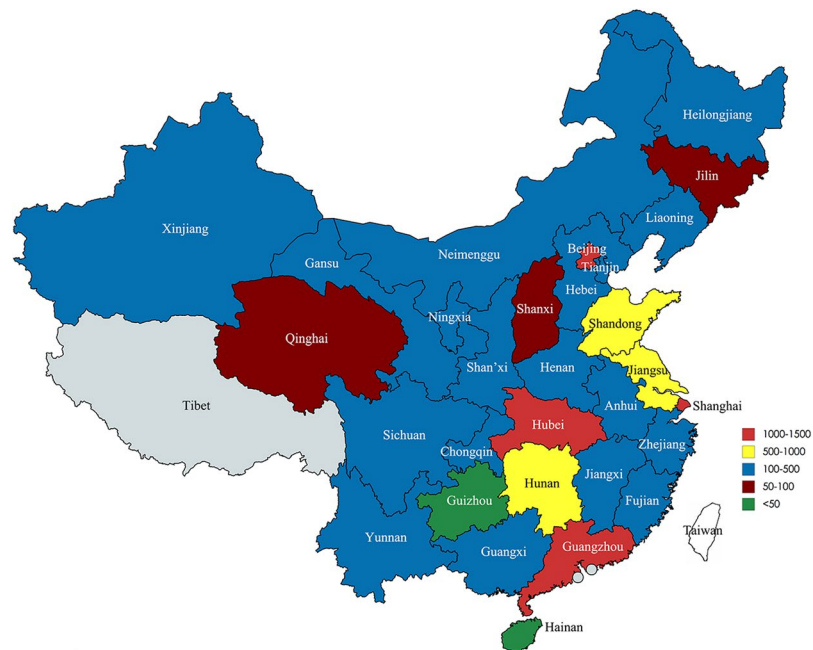 Heilongjiang
Jilin
Xinjiang
Liaoning
Beijing
Neimenggu
Gansu
Tianjin
Hebei
Shanxi
Ningxia
Shandong
Qinghai
Shan'xi
Henan
Jiangsu
Tibet
Anhui
Shanghai
Hubei
Sichuan
Zhejiang
Chongqin
Jiangxi
Hunan
Guizhou
Fujian
Taiwan
Yunnan
Guangxi
Guangzhou
Hainan
1000-1500
500-1000
100-500
50-100
<50